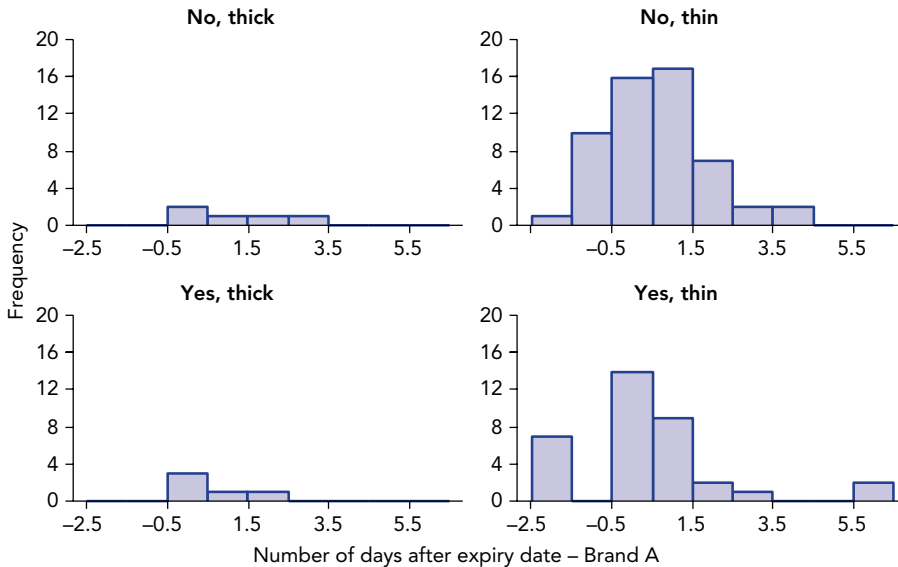 No, thick
20
16
12
8
4
0
–2.5 –0.5 1.5 3.5 5.5
No, thin
20
16
12
8
4
0
–0.5 1.5 3.5 5.5
Frequency
Yes, thick
20
16
12
8
4
0
–2.5 –0.5 1.5 3.5 5.5
Yes, thin
20
16
12
8
4
0
–2.5 –0.5 1.5 3.5 5.5
Number of days after expiry date – Brand A